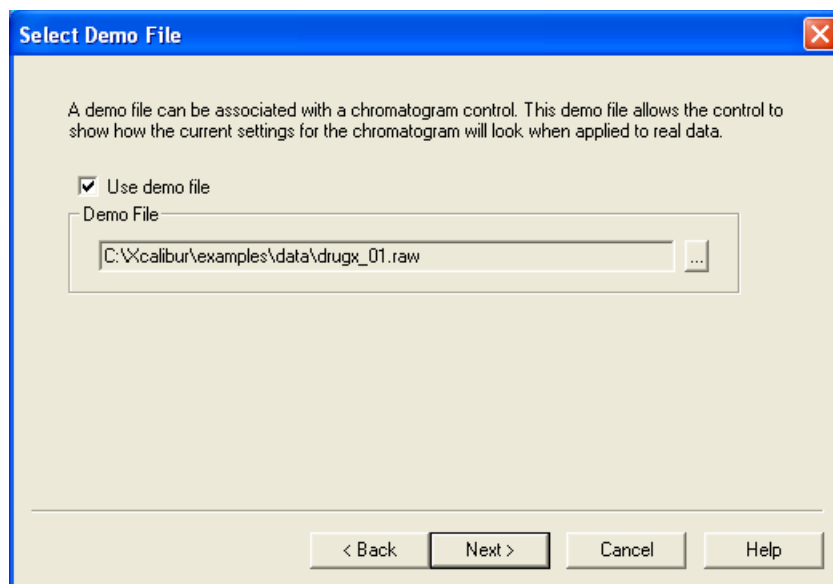 Select Demo File
A demo file can be associated with a chromatogram control. This demo file allows the control to
show how the current settings for the chromatogram will look when applied to real data.
Use demo file
Demo File
C:\Xcalibur\examples\data\drugx_01.raw
...
< Back
Next >
Cancel
Help